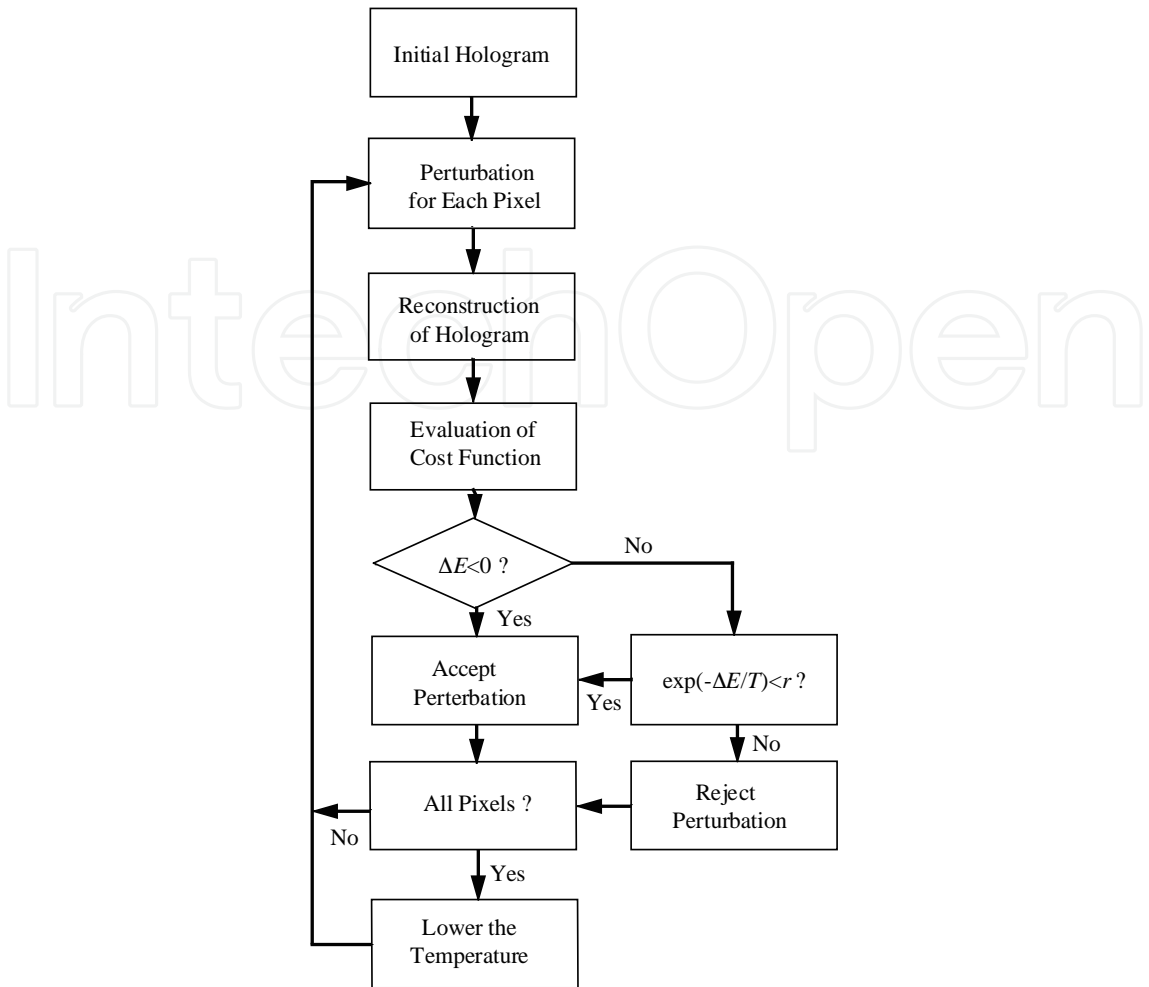 Initial Hologram
Perturbation
for Each Pixel
Reconstruction
of Hologram
Evaluation of
Cost Function
ΔE<0 ?
No
Yes
Accept
Perterbation
exp(-ΔE/T)<r ?
Yes
No
All Pixels ?
Reject
Perturbation
No
Yes
Lower the
Temperature
IntechOpen